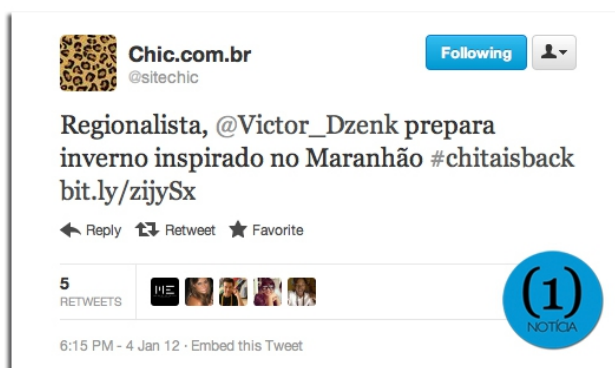 Chic.com.br
@sitechic
Following
Regionalista, @Victor_Dzenk prepara
inverno inspirado no Maranhão #chitaisback
bit.ly/zijySx
Reply Retweet Favorite
5
RETWEETS
ME
6:15 PM - 4 Jan 12 · Embed this Tweet
(1)
NOTÍCIA